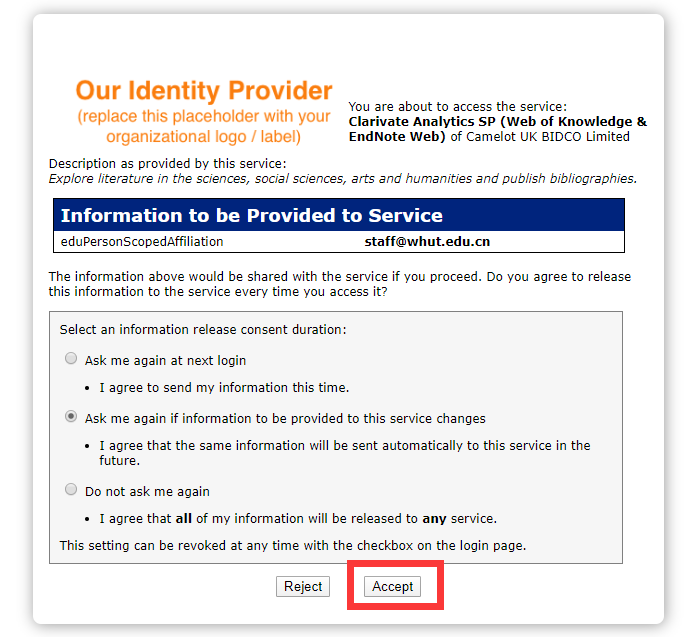 Our Identity Provider
(replace this placeholder with your
organizational logo / label)
You are about to access the service:
Clarivate Analytics SP (Web of Knowledge &
EndNote Web) of Camelot UK BIDCO Limited
Description as provided by this service:
Explore literature in the sciences, social sciences, arts and humanities and publish bibliographies.
Information to be Provided to Service
eduPersonScopedAffiliation staff@whut.edu.cn
The information above would be shared with the service if you proceed. Do you agree to release
this information to the service every time you access it?
Select an information release consent duration:
Ask me again at next login
• I agree to send my information this time.
Ask me again if information to be provided to this service changes
• I agree that the same information will be sent automatically to this service in the
future.
Do not ask me again
• I agree that all of my information will be released to any service.
This setting can be revoked at any time with the checkbox on the login page.
Reject Accept